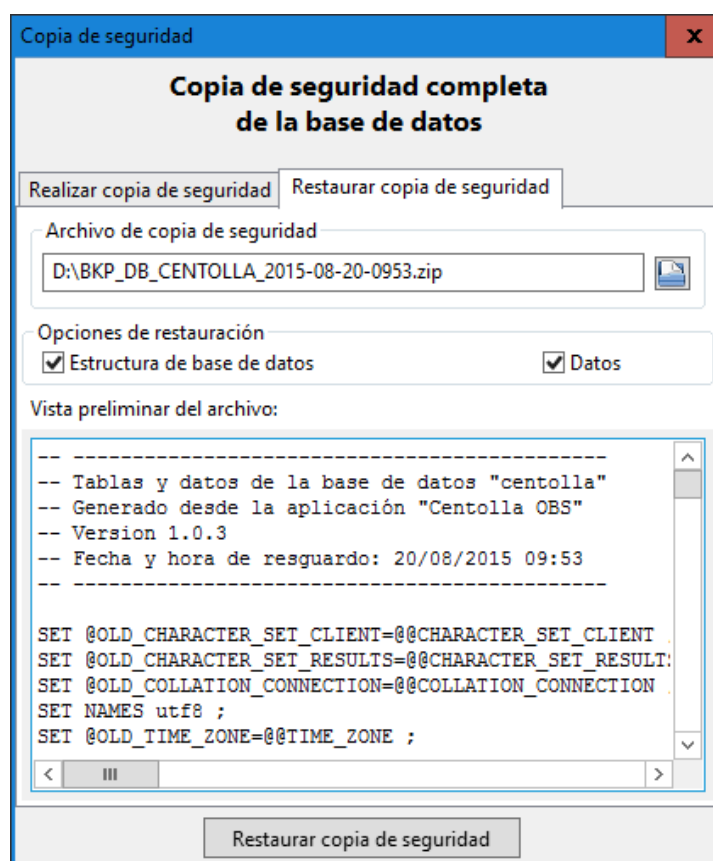 Copia de seguridad
x
Copia de seguridad completa
de la base de datos
Realizar copia de seguridad
Restaurar copia de seguridad
Archivo de copia de seguridad
D:\BKP_DB_CENTOLLA_2015-08-20-0953.zip
Opciones de restauración
Estructura de base de datos
Datos
Vista preliminar del archivo:
-- ---------------------------------------------
-- Tablas y datos de la base de datos "centolla"
-- Generado desde la aplicación "Centolla OBS"
-- Version 1.0.3
-- Fecha y hora de resguardo: 20/08/2015 09:53
-- ---------------------------------------------
SET @OLD_CHARACTER_SET_CLIENT=@@CHARACTER_SET_CLIENT
SET @OLD_CHARACTER_SET_RESULTS=@@CHARACTER_SET_RESULT
SET @OLD_COLLATION_CONNECTION=@@COLLATION_CONNECTION
SET NAMES utf8 ;
SET @OLD_TIME_ZONE=@@TIME_ZONE ;
Restaurar copia de seguridad